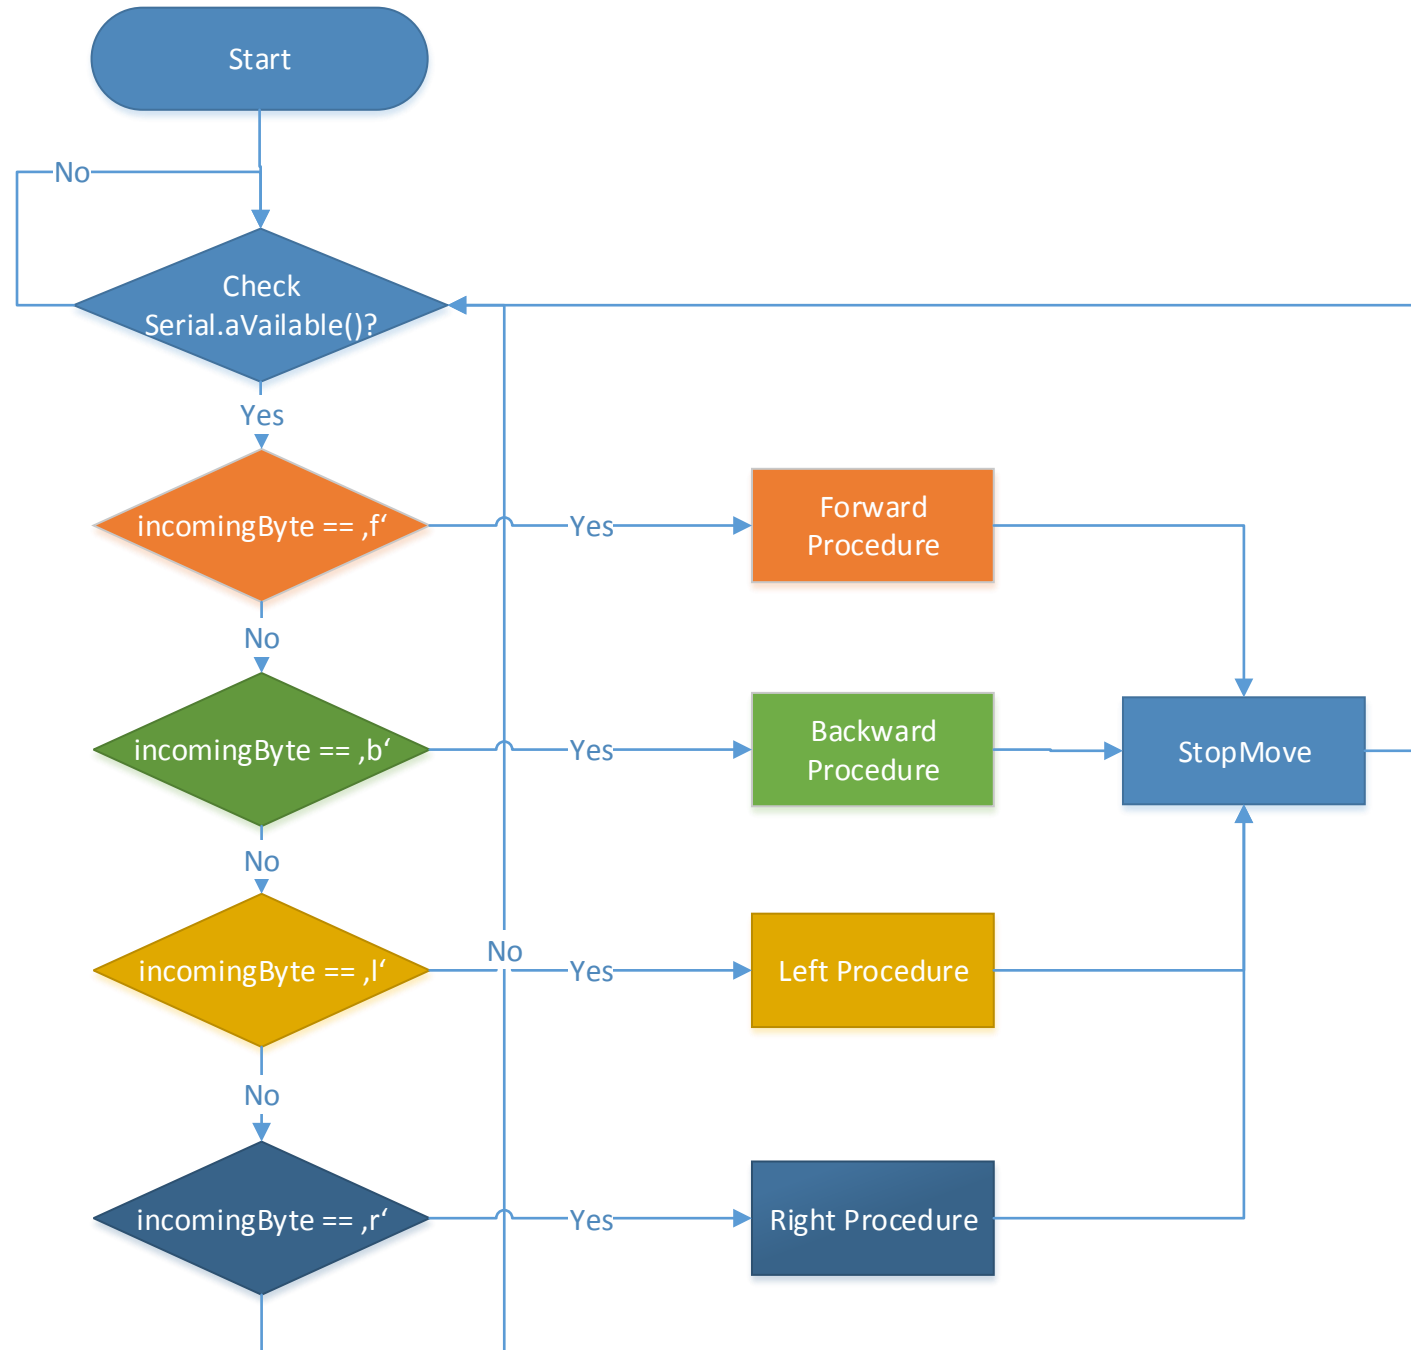 Start
No
Check
Serial.aVailable()?
Yes
incomingByte == ‚f‘
Yes
Forward
Procedure
No
incomingByte == ‚b‘
Yes
Backward
Procedure
StopMove
No
incomingByte == ‚l‘
No
Yes
Left Procedure
No
incomingByte == ‚r‘
Yes
Right Procedure